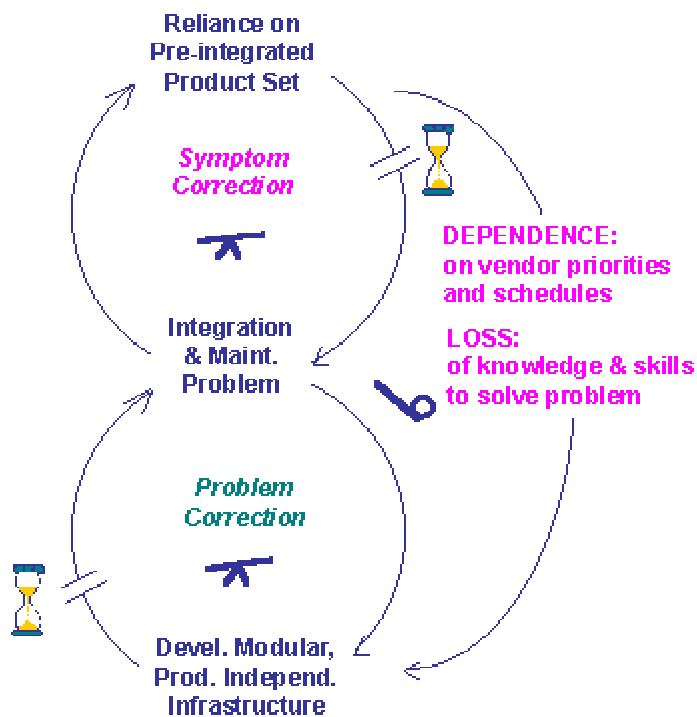 Reliance on
Pre-integrated
Product Set
Symptom
Correction
DEPENDENCE:
on vendor priorities
and schedules
Integration
& Maint.
Problem
LOSS:
of knowledge & skills
to solve problem
Problem
Correction
Devel. Modular,
Prod. Independ.
Infrastructure